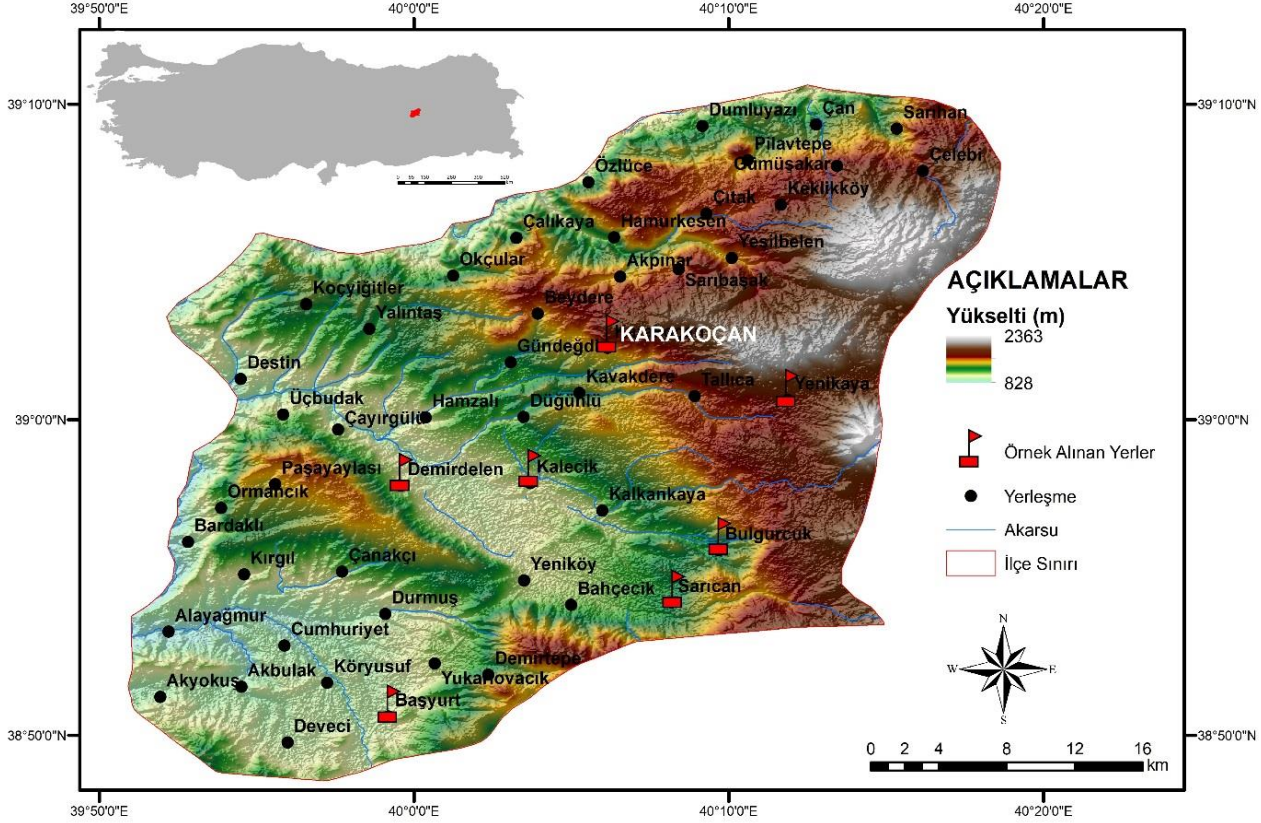 39°50'0"E 40°0'0"E 40°10'0"E 40°20'0"E
39°10'0"N 39°10'0"N
Dumluyazı Çan Sarıhan
Pilavtepe
Gümüşakar Çelebi
Özlüce
Çıtak Keklikköy
Çalıkaya Hamurkesen
Yeşilbelen
Okçular Akpınar
Sarıbaşak
AÇIKLAMALAR
Koçyiğitler Beydere
Yükselti (m)
Yalıntaş KARAKOÇAN
2363
Gündeğdi
828
Destin Kavakdere Tallıca Yenikaya
Üçbudak Hamzalı Düğünlü
Çayırgülü
39°0'0"N 39°0'0"N
Örnek Alınan Yerler
Paşayaylası Demirdelen Kalecik
Ormancık Kalkankaya
Yerleşme
Bardaklı Bulgurcuk
Akarsu
Kırgıl Çanakçı Yeniköy
İlçe Sınırı
Bahçecik Sarıcan
Durmuş
Alayağmur
Cumhuriyet
N
Akyokuş Akbulak Köryusuf Demirtepe
Yukarıovacık
W E
Başyurt
S
Deveci
38°50'0"N 38°50'0"N
0 2 4 8 12 16
km
39°50'0"E 40°0'0"E 40°10'0"E 40°20'0"E